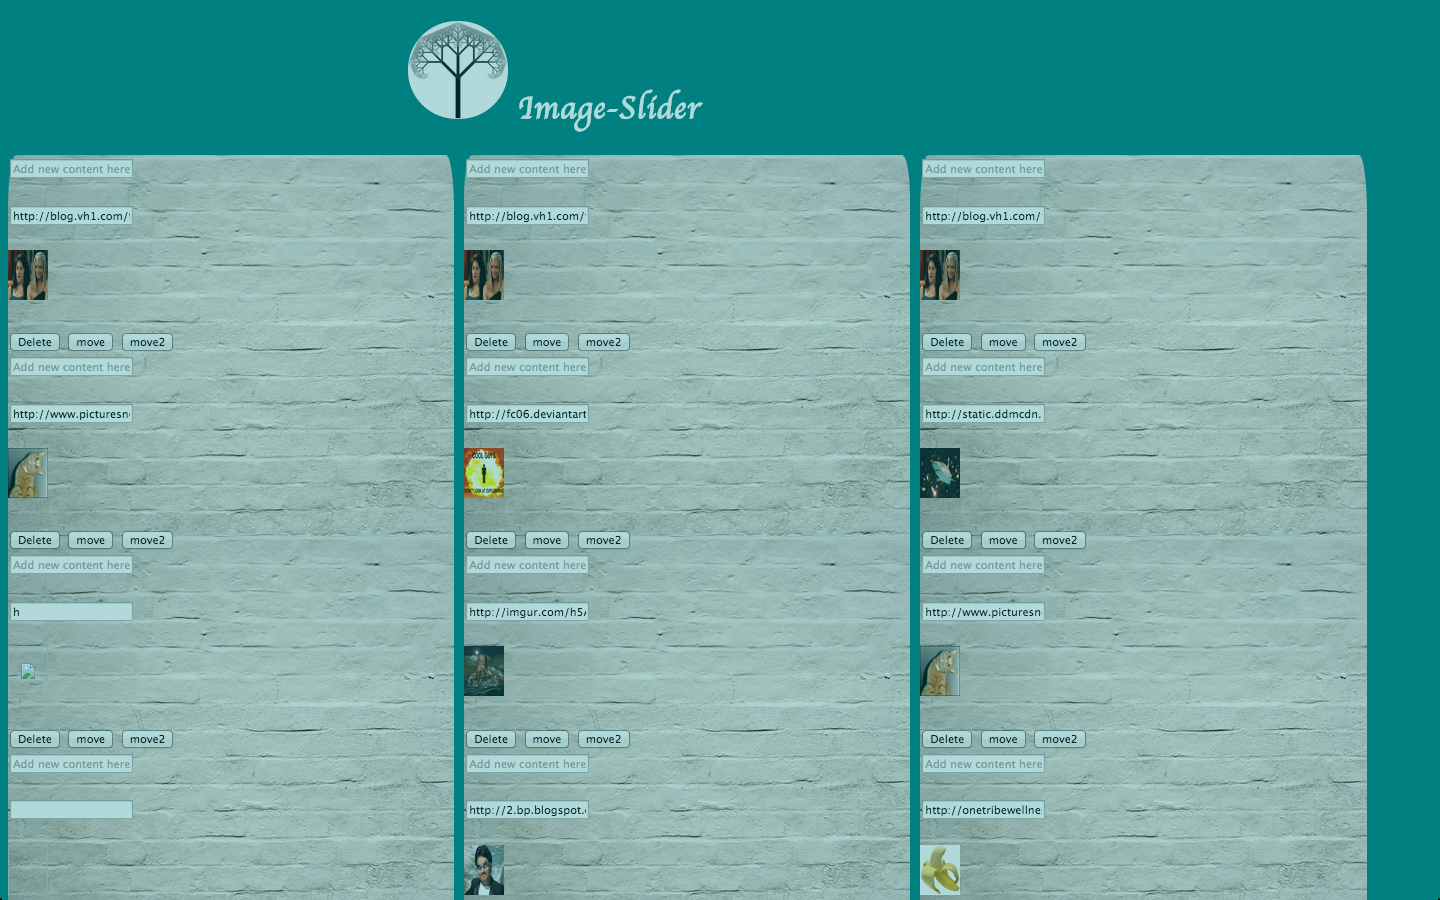 Image-Slider
Add new content here
http://blog.vh1.com/
Delete move move2
Add new content here
http://www.picturesn
Delete move move2
Add new content here
h
Delete move move2
Add new content here
Add new content here
http://blog.vh1.com/
Delete move move2
Add new content here
http://fc06.deviantart
COOL GUYS
DON'T LOOK AT EXPLOSIONS
Delete move move2
Add new content here
http://imgur.com/h5
Delete move move2
Add new content here
http://2.bp.blogspot.
Add new content here
http://blog.vh1.com/
Delete move move2
Add new content here
http://static.ddmcdn.
Delete move move2
Add new content here
http://www.picturesn
Delete move move2
Add new content here
http://onetribewellne